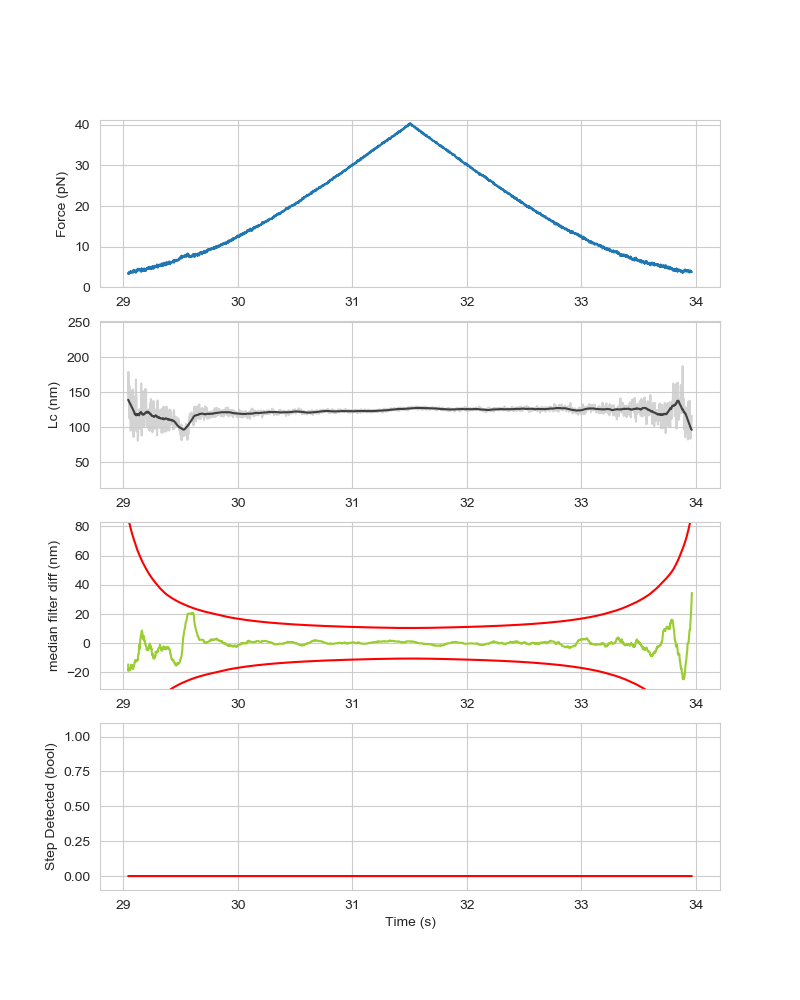 Force (pN)
40
30
20
10
0
29 30 31 32 33 34
Lc (nm)
250
200
150
100
50
29 30 31 32 33 34
median filter diff (nm)
80
60
40
20
0
−20
29 30 31 32 33 34
Step Detected (bool)
1.00
0.75
0.50
0.25
0.00
29 30 31 32 33 34
Time (s)